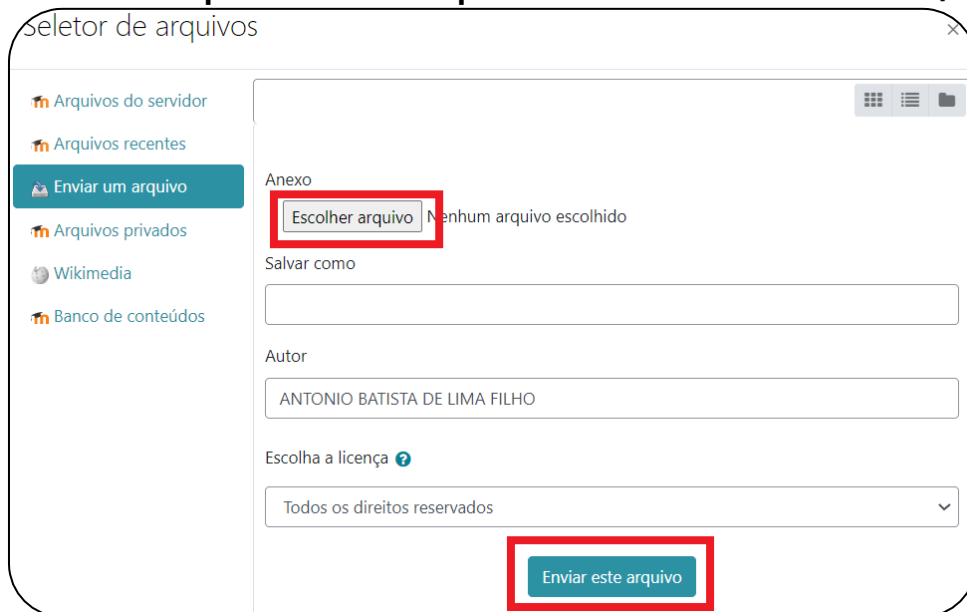 Seletor de arquivos
×
Arquivos do servidor
Arquivos recentes
Enviar um arquivo
Arquivos privados
Wikimedia
Banco de conteúdos
Anexo
Escolher arquivo Nenhum arquivo escolhido
Salvar como
Autor
ANTONIO BATISTA DE LIMA FILHO
Escolha a licença ?
Todos os direitos reservados
Enviar este arquivo